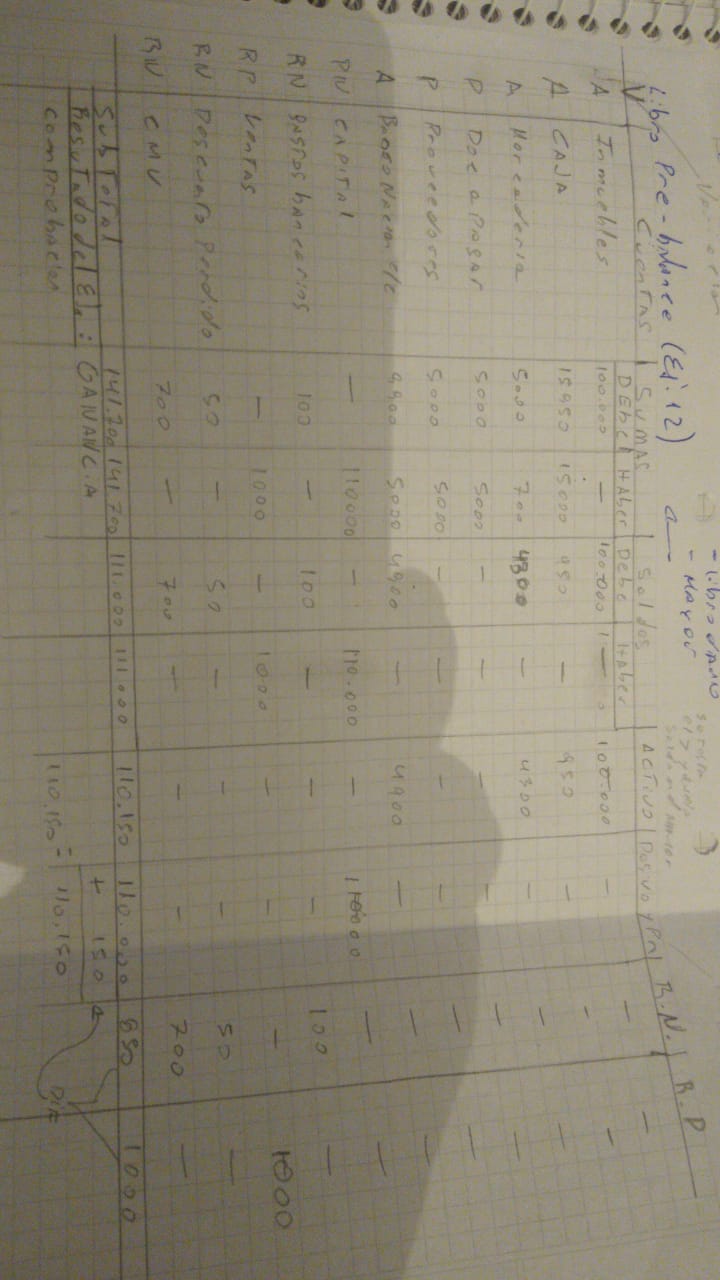 - Libro diario
- Mayor
Libro Pre-balance (Ej: 12)
V Cuentas Sumas Saldos Activo Pasivo y Pn R.N. R.P
Debe Haber Debe Haber
A Inmuebles 100.000 — 100.000 — 100.000 — — —
A CAJA 15950 15000 950 — 950 — — —
A Mercaderia 5000 700 4300 — 4300 — — —
P Doc a Pagar 5000 5000 — — — — — —
P Proveedores 5000 5000 — — — — — —
A Banco Nacion c/c 9900 5000 4900 — 4900 — — —
PN CAPITAL — 110000 — 110.000 — 110000 — —
RN gastos bancarios 100 — 100 — — — 100 —
RP Ventas — 1000 — 1000 — — — 1000
RN Descuento Perdido 50 — 50 — — — 50 —
RN CMV 700 — 700 — — — 700 —
SubTotal 141.700 141.700 111.000 111.000 110.150 110.000 850 1000
Resultado del Ej.: GANANCIA + 150
Comprobacion 110.150 = 110.150 Dif